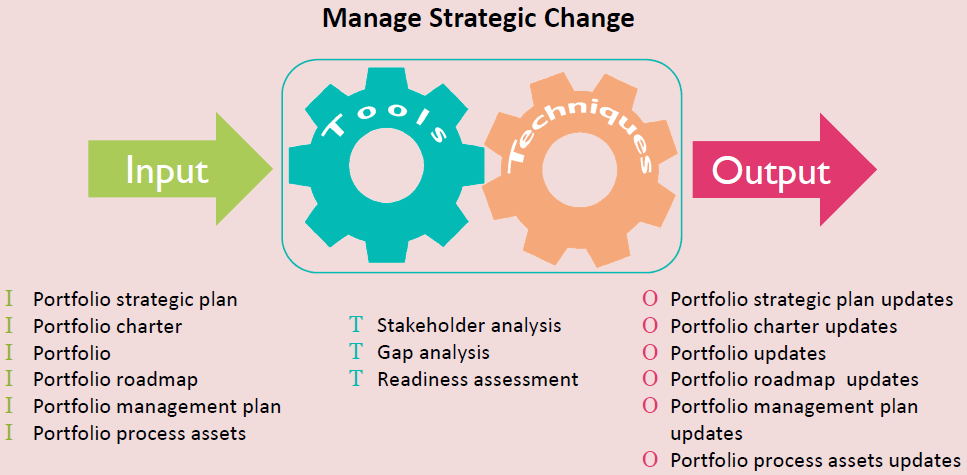 Manage Strategic Change
Input
Tools
Techniques
Output
I Portfolio strategic plan
I Portfolio charter
I Portfolio
I Portfolio roadmap
I Portfolio management plan
I Portfolio process assets
T Stakeholder analysis
T Gap analysis
T Readiness assessment
O Portfolio strategic plan updates
O Portfolio charter updates
O Portfolio updates
O Portfolio roadmap updates
O Portfolio management plan
updates
O Portfolio process assets updates